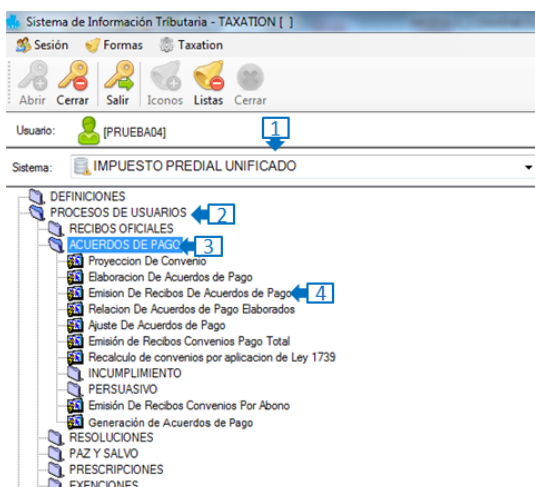 Sistema de Información Tributaria - TAXATION [ ]
Sesión Formas Taxation
Abrir Cerrar Salir Iconos Listas Cerrar
Usuario: [PRUEBA04] 1
Sistema: IMPUESTO PREDIAL UNIFICADO
DEFINICIONES
PROCESOS DE USUARIOS 2
RECIBOS OFICIALES
ACUERDOS DE PAGO 3
Proyeccion De Convenio
Elaboracion De Acuerdos de Pago
Emision De Recibos De Acuerdos de Pago 4
Relacion De Acuerdos de Pago Elaborados
Ajuste De Acuerdos de Pago
Emisión de Recibos Convenios Pago Total
Recalculo de convenios por aplicacion de Ley 1739
INCUMPLIMIENTO
PERSUASIVO
Emisión De Recibos Convenios Por Abono
Generación de Acuerdos de Pago
RESOLUCIONES
PAZ Y SALVO
PRESCRIPCIONES
EXENCIONES